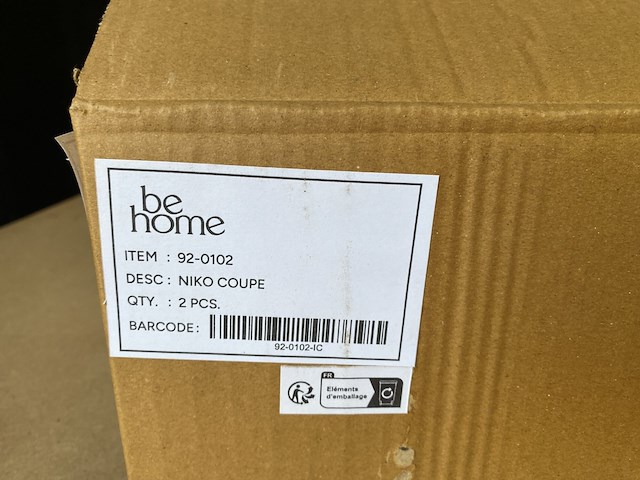 be
home
ITEM : 92-0102
DESC : NIKO COUPE
QTY. : 2 PCS.
BARCODE :
92-0102-IC
FR
Eléments
d'emballage